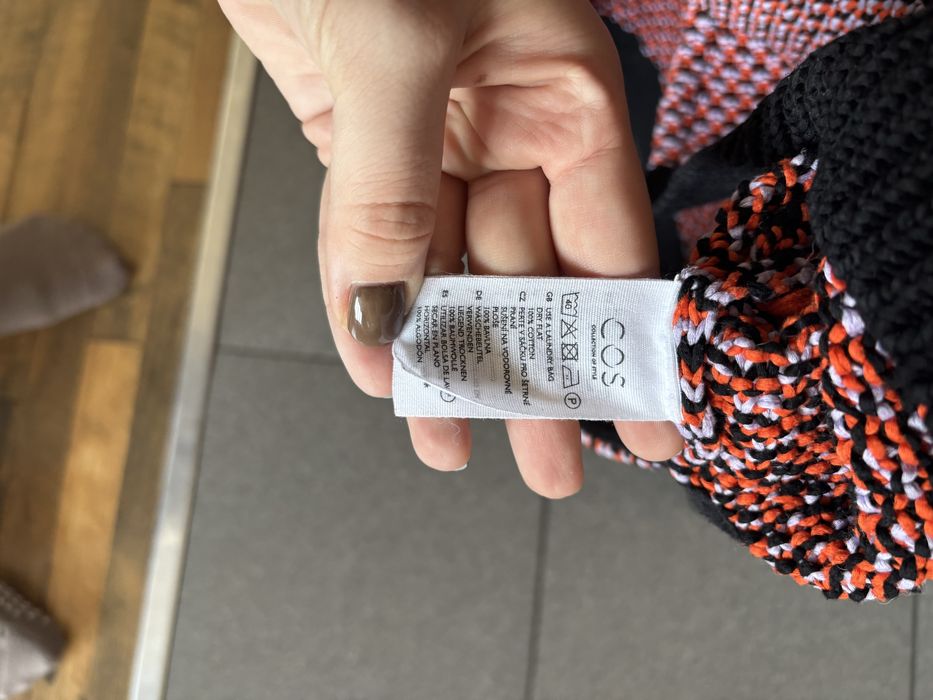 COS
COLLECTION OF STYLE
40 P
GB USE A LAUNDRY BAG
DRY FLAT
100% COTTON
CZ PERTE V SÁČKU PRO ŠETRNÉ
PRANÍ
SUŠENÍ NA VODOROVNÉ
PLOŠE
100% BAVLNA
DE WÄSCHEBEUTEL
VERWENDEN
LIEGEND TROCKNEN
100% BAUMWOLLE
ES UTILIZAR BOLSA DE LAV
SECAR EN PLANO
HORIZONTAL
100% ALGODÓN